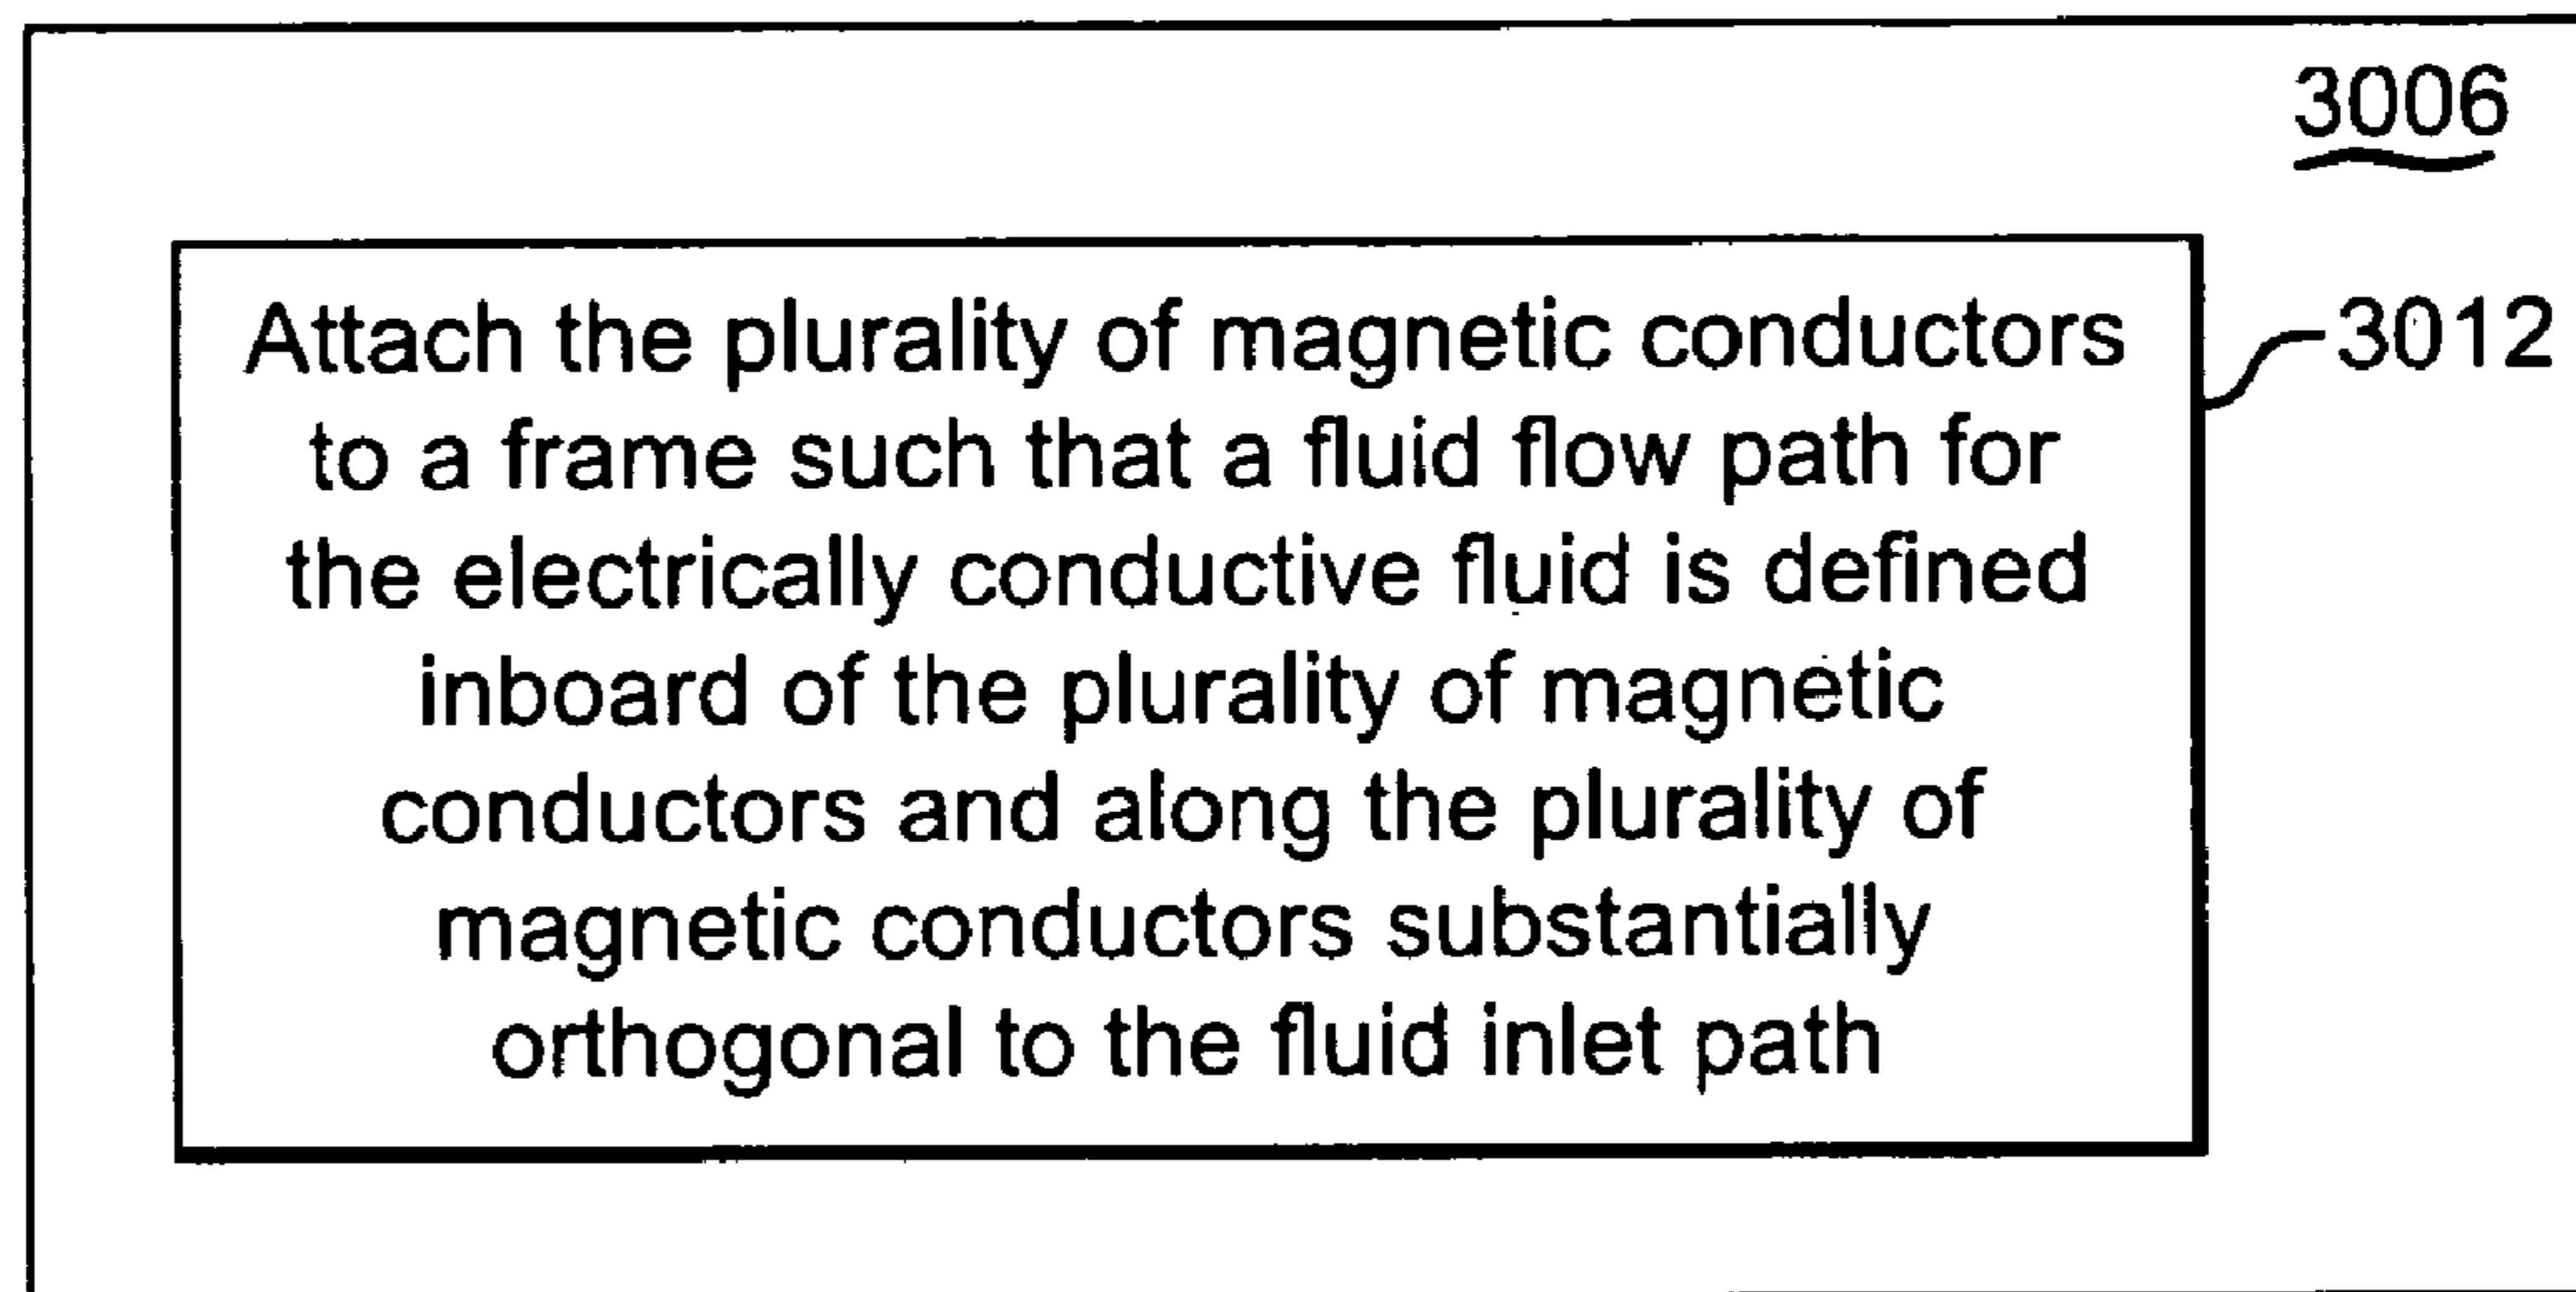 3006
Attach the plurality of magnetic conductors
3012
to a frame such that a fluid flow path for
the electrically conductive fluid is defined
inboard of the plurality of magnetic
conductors and along the plurality of
magnetic conductors substantially
orthogonal to the fluid inlet path